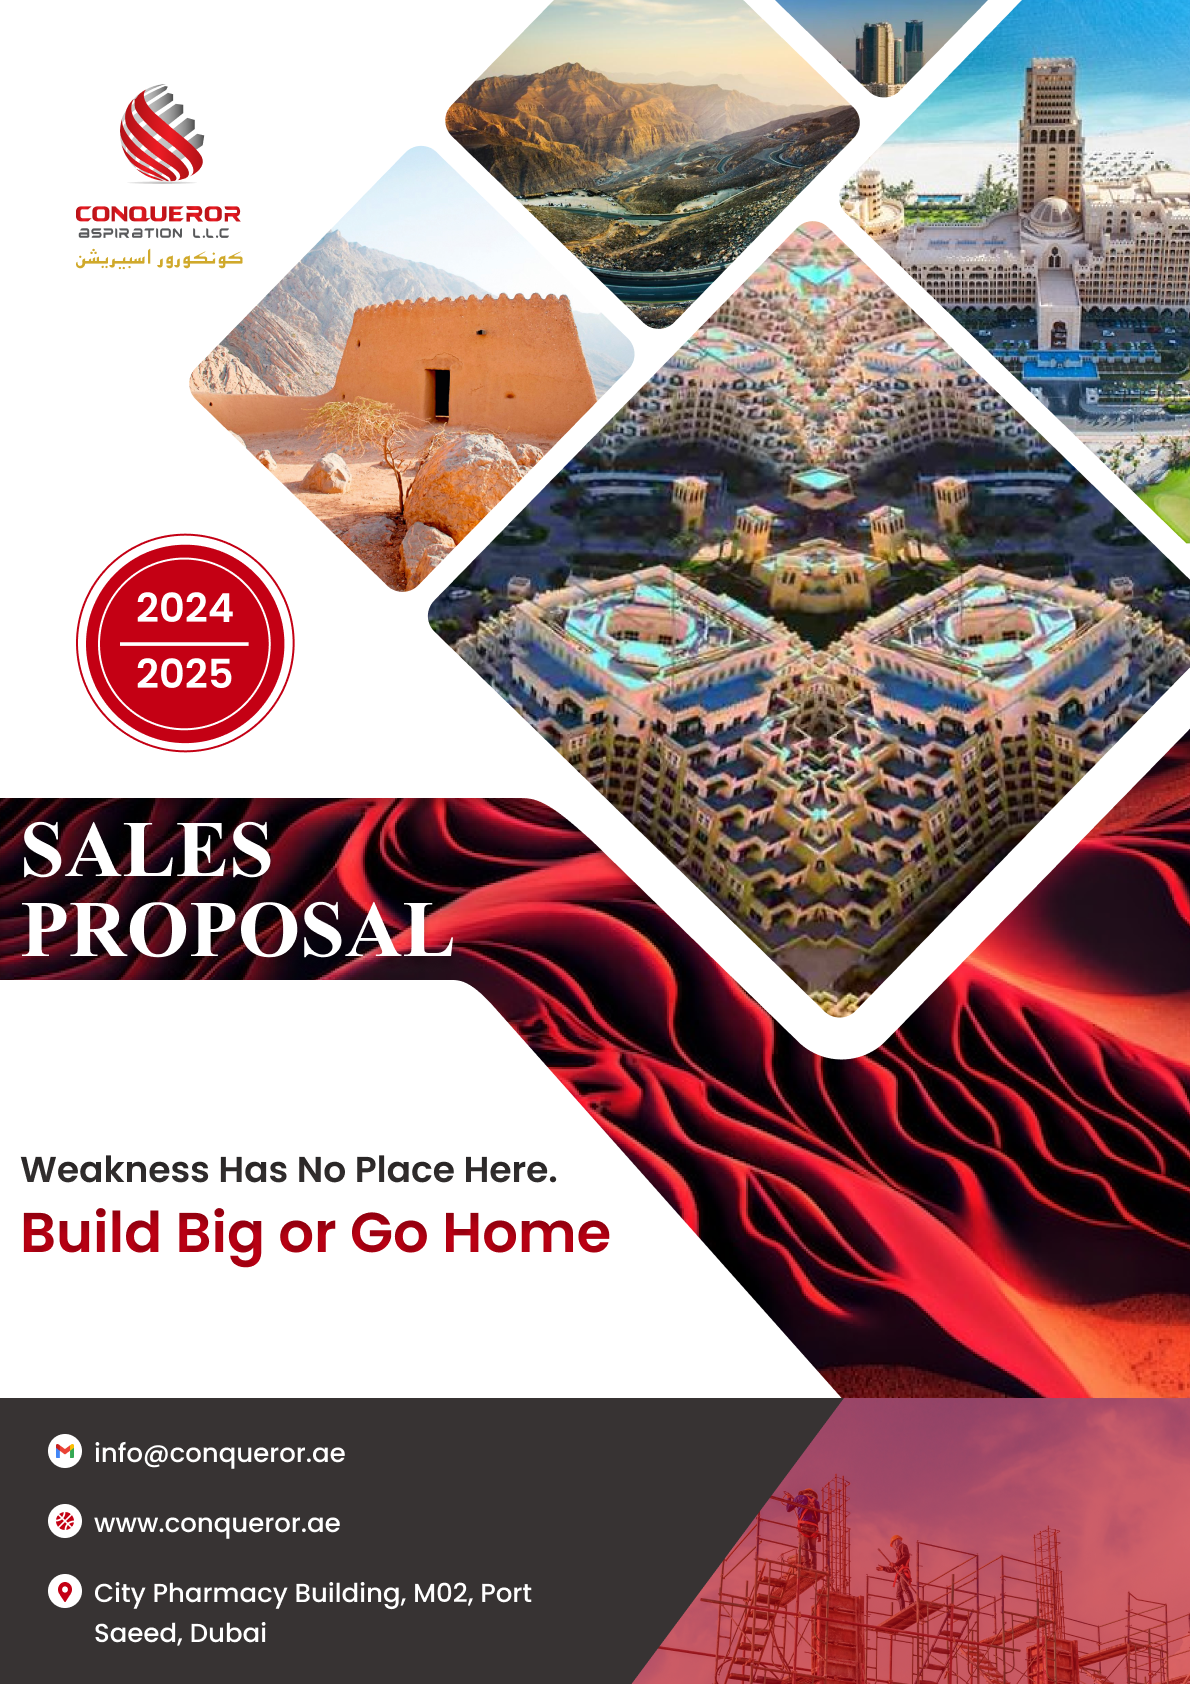 CONQUEROR
ASPIRATION L.L.C
كونكورور اسبيريشن
2024
2025
SALES
PROPOSAL
Weakness Has No Place Here.
Build Big or Go Home
info@conqueror.ae
www.conqueror.ae
City Pharmacy Building, M02, Port
Saeed, Dubai